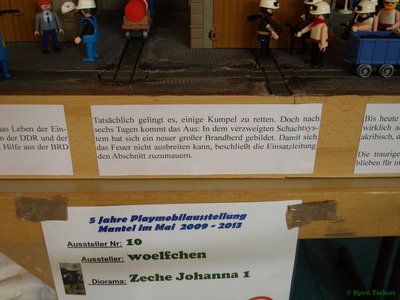 as Leben der Ein-
n der DDR und der
Hilfe aus der BRD
Tatsächlich gelingt es, einige Kumpel zu retten. Doch nach
sechs Tagen kommt das Aus: In dem verzweigten Schachtsys-
tem hat sich ein neuer großer Brandherd gebildet. Damit sich
das Feuer nicht ausbreiten kann, beschließt die Einsatzleitung
den Abschnitt zuzumauern.
Bis heute
wirklich a
akribisch, d
Die traurige
blieben für in
5 Jahre Playmobilausstellung
Mantel im Mai 2009 - 2013
Aussteller Nr: 10
Aussteller: woelfchen
Diorama: Zeche Johanna 1
© Björn Techert